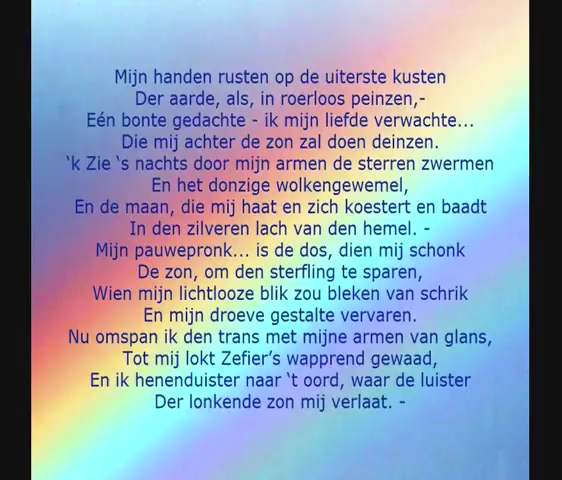 Mijn handen rusten op de uiterste kusten
Der aarde, als, in roerloos peinzen,-
Eén bonte gedachte - ik mijn liefde verwachte...
Die mij achter de zon zal doen deinzen.
‘k Zie ‘s nachts door mijn armen de sterren zwermen
En het donzige wolkengewemel,
En de maan, die mij haat en zich koestert en baadt
In den zilveren lach van den hemel. -
Mijn pauwepronk... is de dos, dien mij schonk
De zon, om den sterfling te sparen,
Wien mijn lichtlooze blik zou bleken van schrik
En mijn droeve gestalte vervaren.
Nu omspan ik den trans met mijne armen van glans,
Tot mij lokt Zefier’s wapprend gewaad,
En ik henenduister naar ‘t oord, waar de luister
Der lonkende zon mij verlaat. -